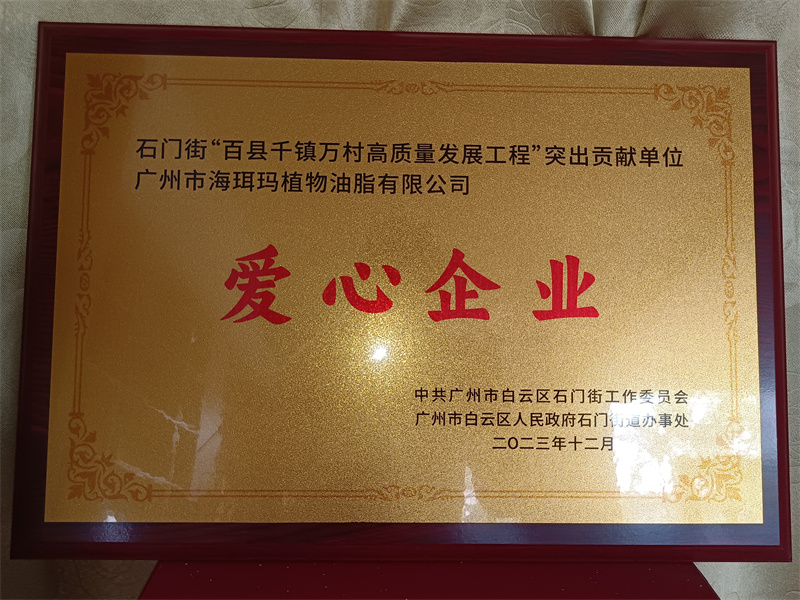 石门街“百县千镇万村高质量发展工程”突出贡献单位
广州市海珥玛植物油脂有限公司
爱心企业
中共广州市白云区石门街工作委员会
广州市白云区人民政府石门街道办事处
二〇二三年十二月